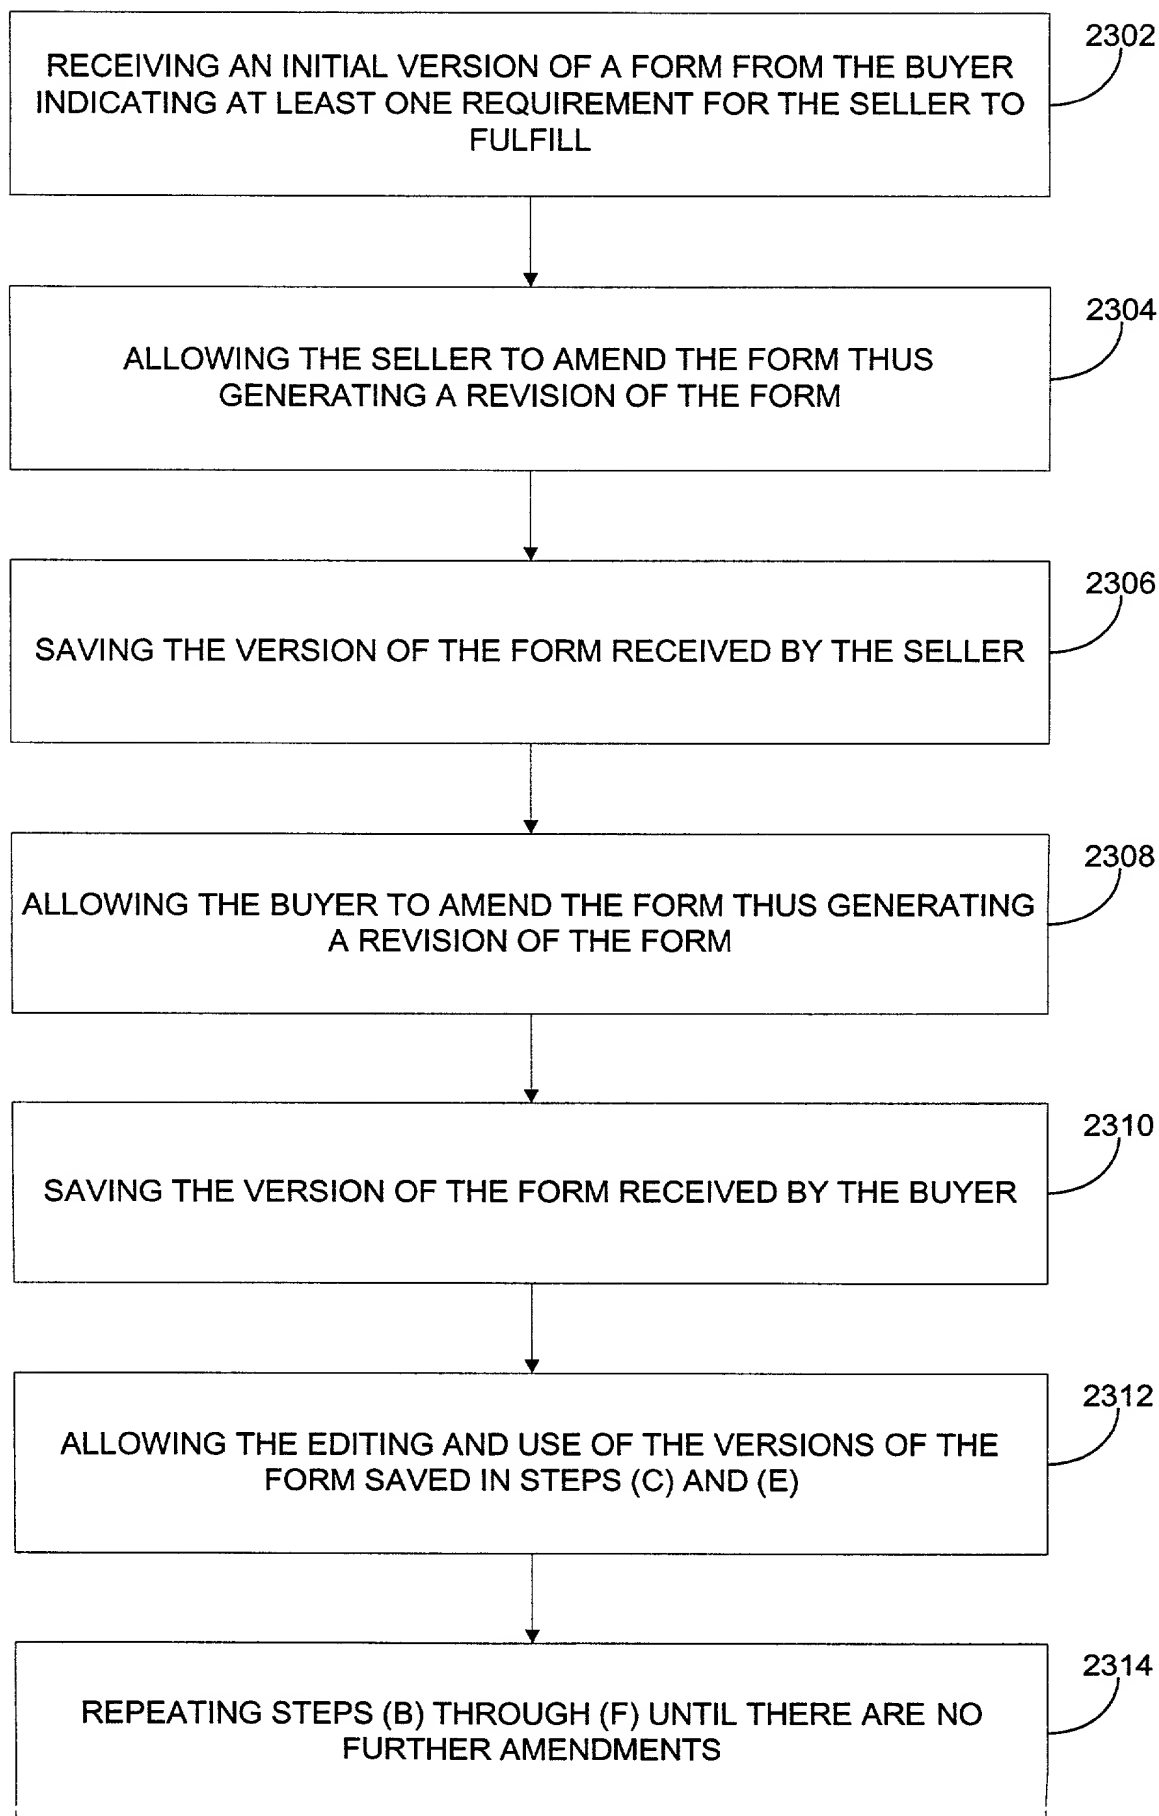 2302
RECEIVING AN INITIAL VERSION OF A FORM FROM THE BUYER
INDICATING AT LEAST ONE REQUIREMENT FOR THE SELLER TO
FULFILL
2304
ALLOWING THE SELLER TO AMEND THE FORM THUS
GENERATING A REVISION OF THE FORM
2306
SAVING THE VERSION OF THE FORM RECEIVED BY THE SELLER
2308
ALLOWING THE BUYER TO AMEND THE FORM THUS GENERATING
A REVISION OF THE FORM
2310
SAVING THE VERSION OF THE FORM RECEIVED BY THE BUYER
2312
ALLOWING THE EDITING AND USE OF THE VERSIONS OF THE
FORM SAVED IN STEPS (C) AND (E)
2314
REPEATING STEPS (B) THROUGH (F) UNTIL THERE ARE NO
FURTHER AMENDMENTS